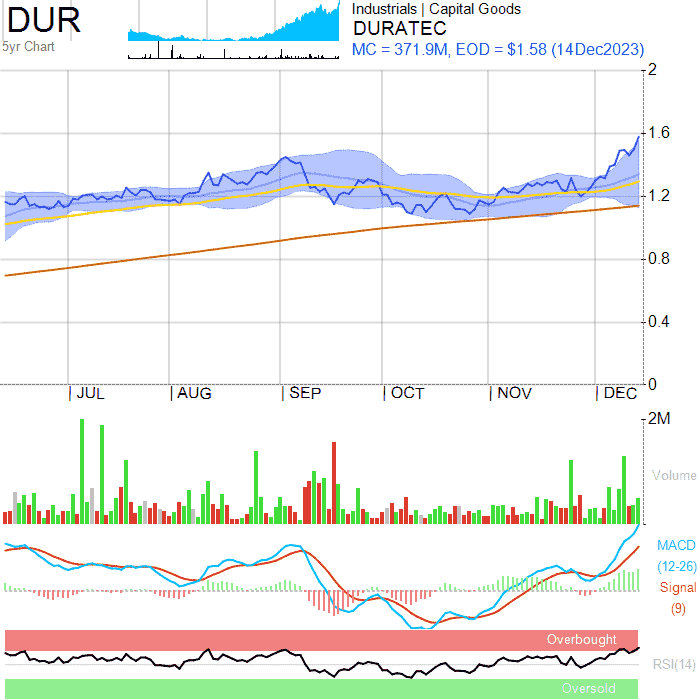 DUR
5yr Chart
Industrials | Capital Goods
DURATEC
MC = 371.9M, EOD = $1.58 (14Dec2023)
2
1.6
1.2
0.8
0.4
0
| JUL | AUG | SEP | OCT | NOV | DEC
2M
Volume
MACD
(12-26)
Signal
(9)
Overbought
RSI(14)
Oversold